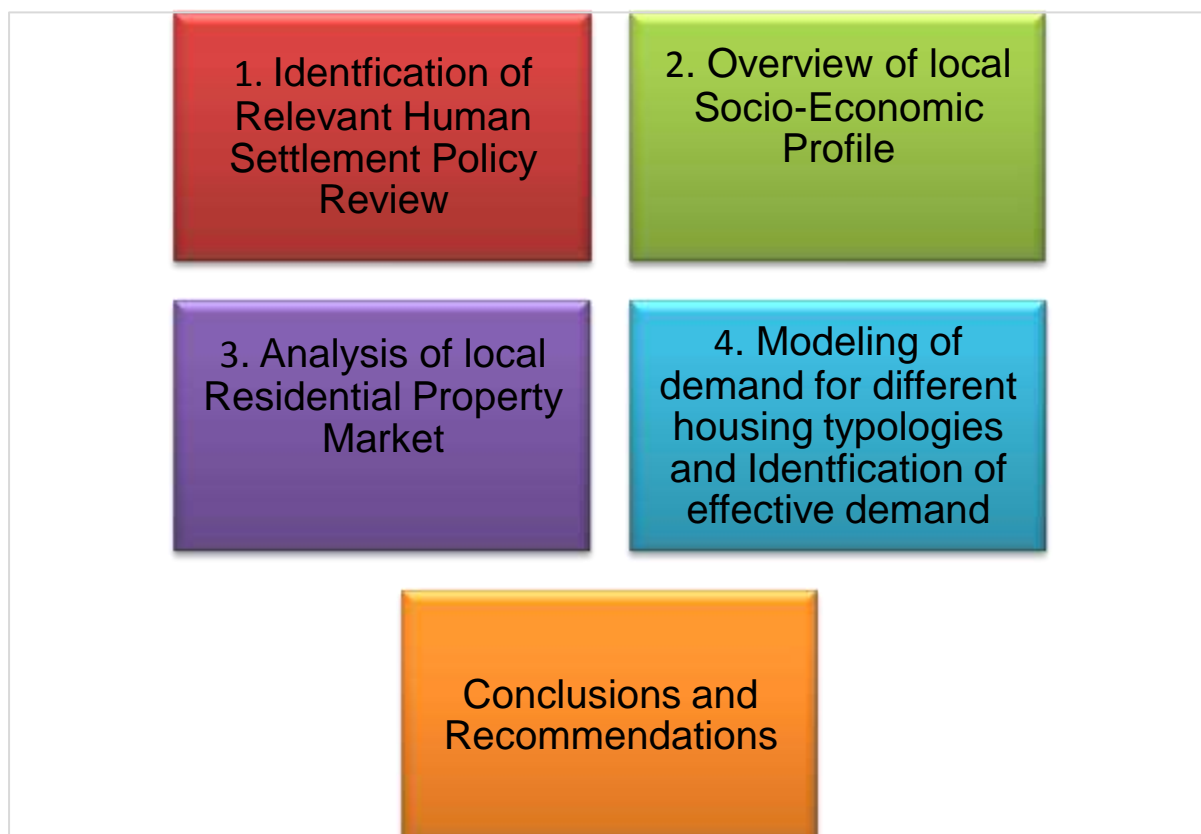 1. Identfication of
Relevant Human
Settlement Policy
Review
2. Overview of local
Socio-Economic
Profile
3. Analysis of local
Residential Property
Market
4. Modeling of
demand for different
housing typologies
and Identfication of
effective demand
Conclusions and
Recommendations